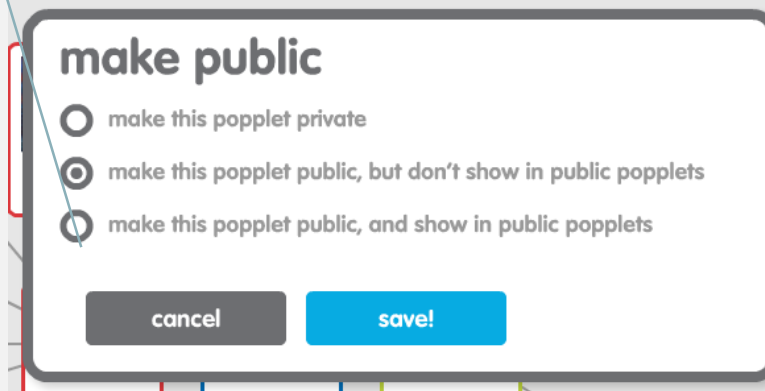 make public
make this popplet private
make this popplet public, but don't show in public popplets
make this popplet public, and show in public popplets
cancel
save!